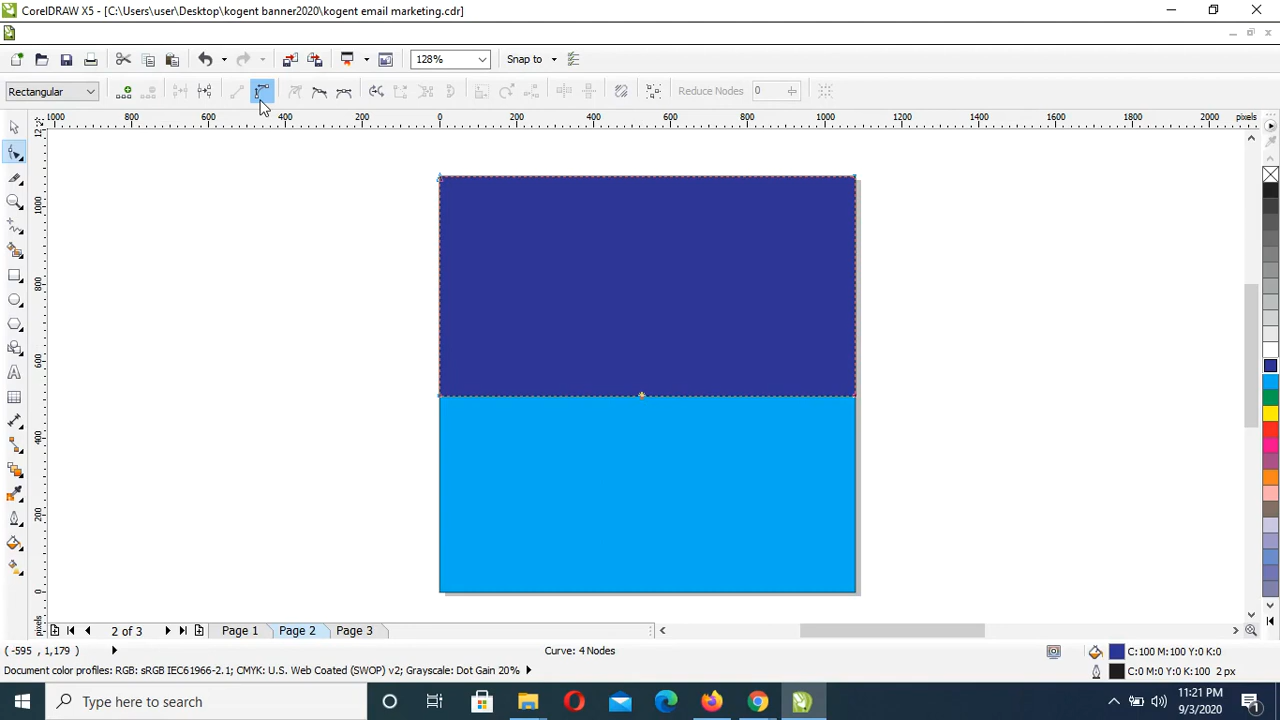 CorelDRAW X5 - [C:\Users\user\Desktop\kogent banner2020\kogent email marketing.cdr]
128%
Snap to
Rectangular
Reduce Nodes
0
1000 800 600 400 200 0 200 400 600 800 1000 1200 1400 1600 1800 2000 pixels
1000
800
600
400
200
0
pixels
2 of 3
Page 1
Page 2
Page 3
(-595 , 1,179 )
Curve: 4 Nodes
C:100 M:100 Y:0 K:0
Document color profiles: RGB: sRGB IEC61966-2.1; CMYK: U.S. Web Coated (SWOP) v2; Grayscale: Dot Gain 20%
C:0 M:0 Y:0 K:100 2 px
Type here to search
11:21 PM
9/3/2020
1